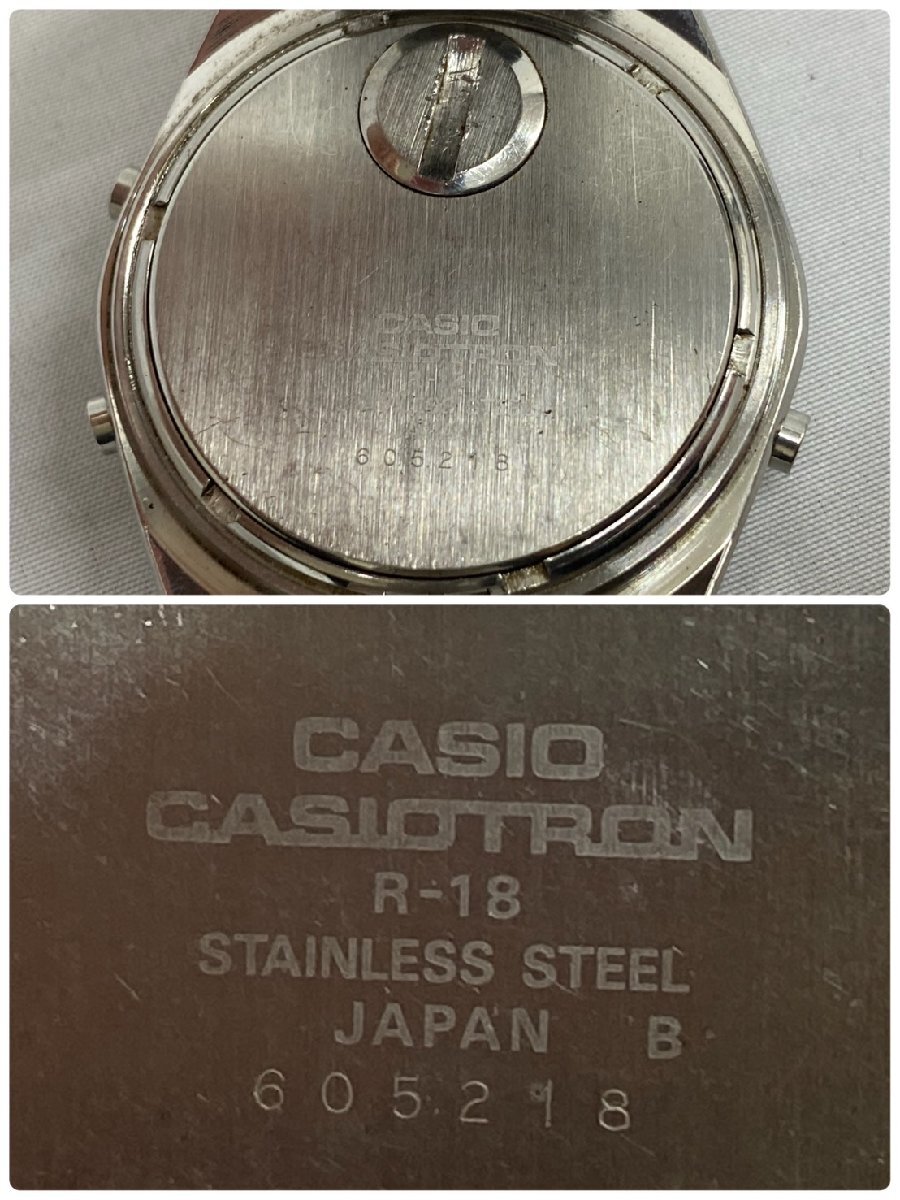 CASIO
CASIOTRON
605218
CASIO
CASIOTRON
R-18
STAINLESS STEEL
JAPAN B
605218